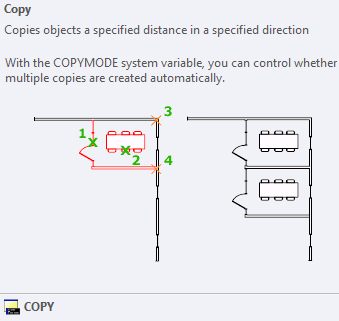 Copy
Copies objects a specified distance in a specified direction
With the COPYMODE system variable, you can control whether
multiple copies are created automatically.
3
1
2
4
COPY